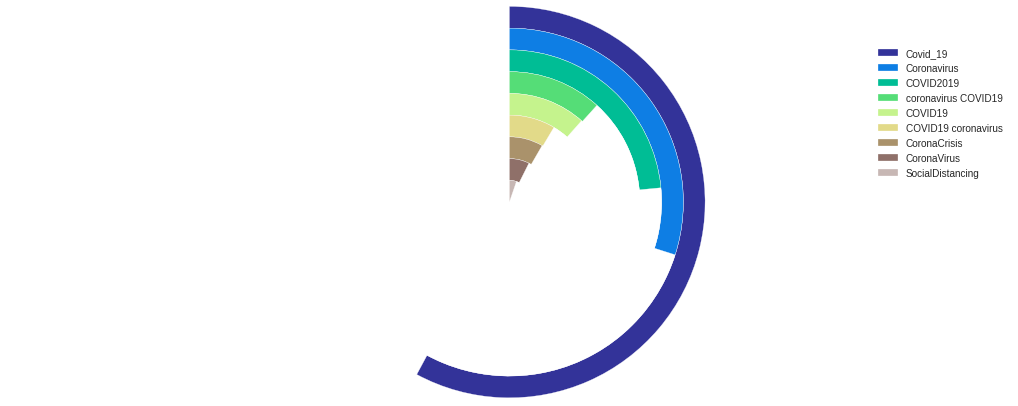 Covid_19
Coronavirus
COVID2019
coronavirus COVID19
COVID19
COVID19 coronavirus
CoronaCrisis
CoronaVirus
SocialDistancing